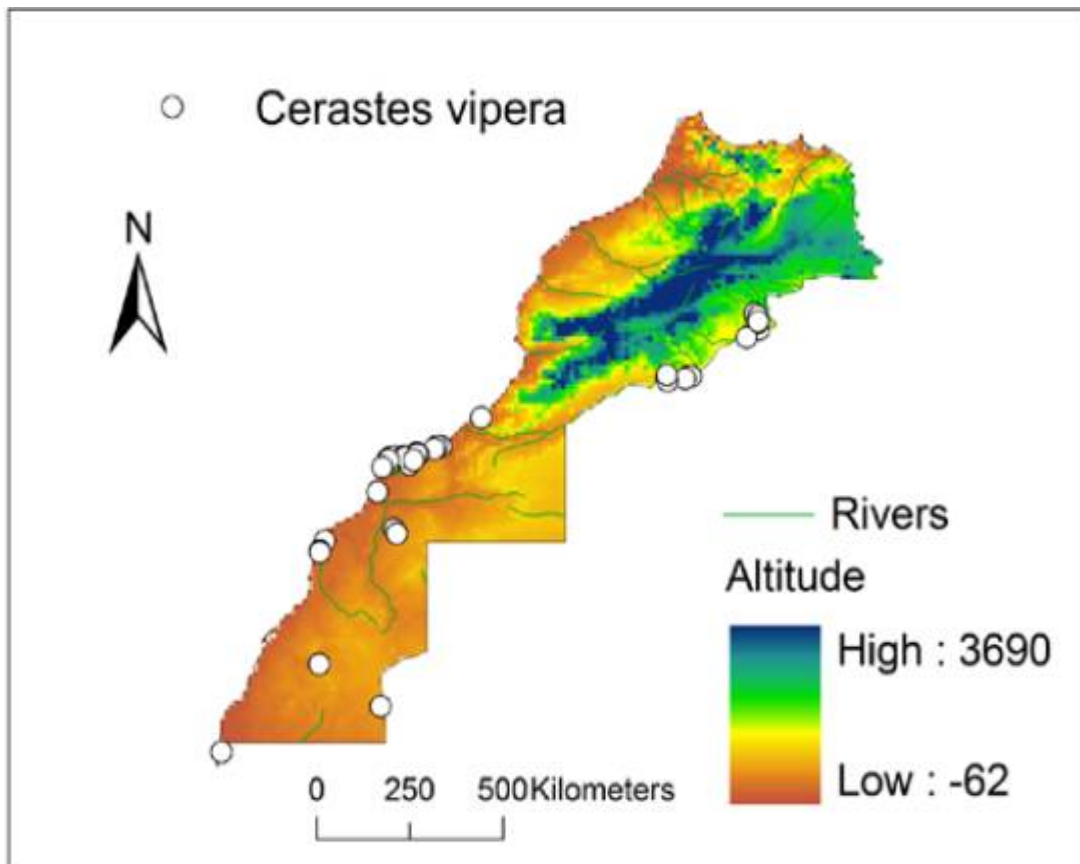 Cerastes vipera
N
Rivers
Altitude
High : 3690
Low : -62
0 250 500Kilometers